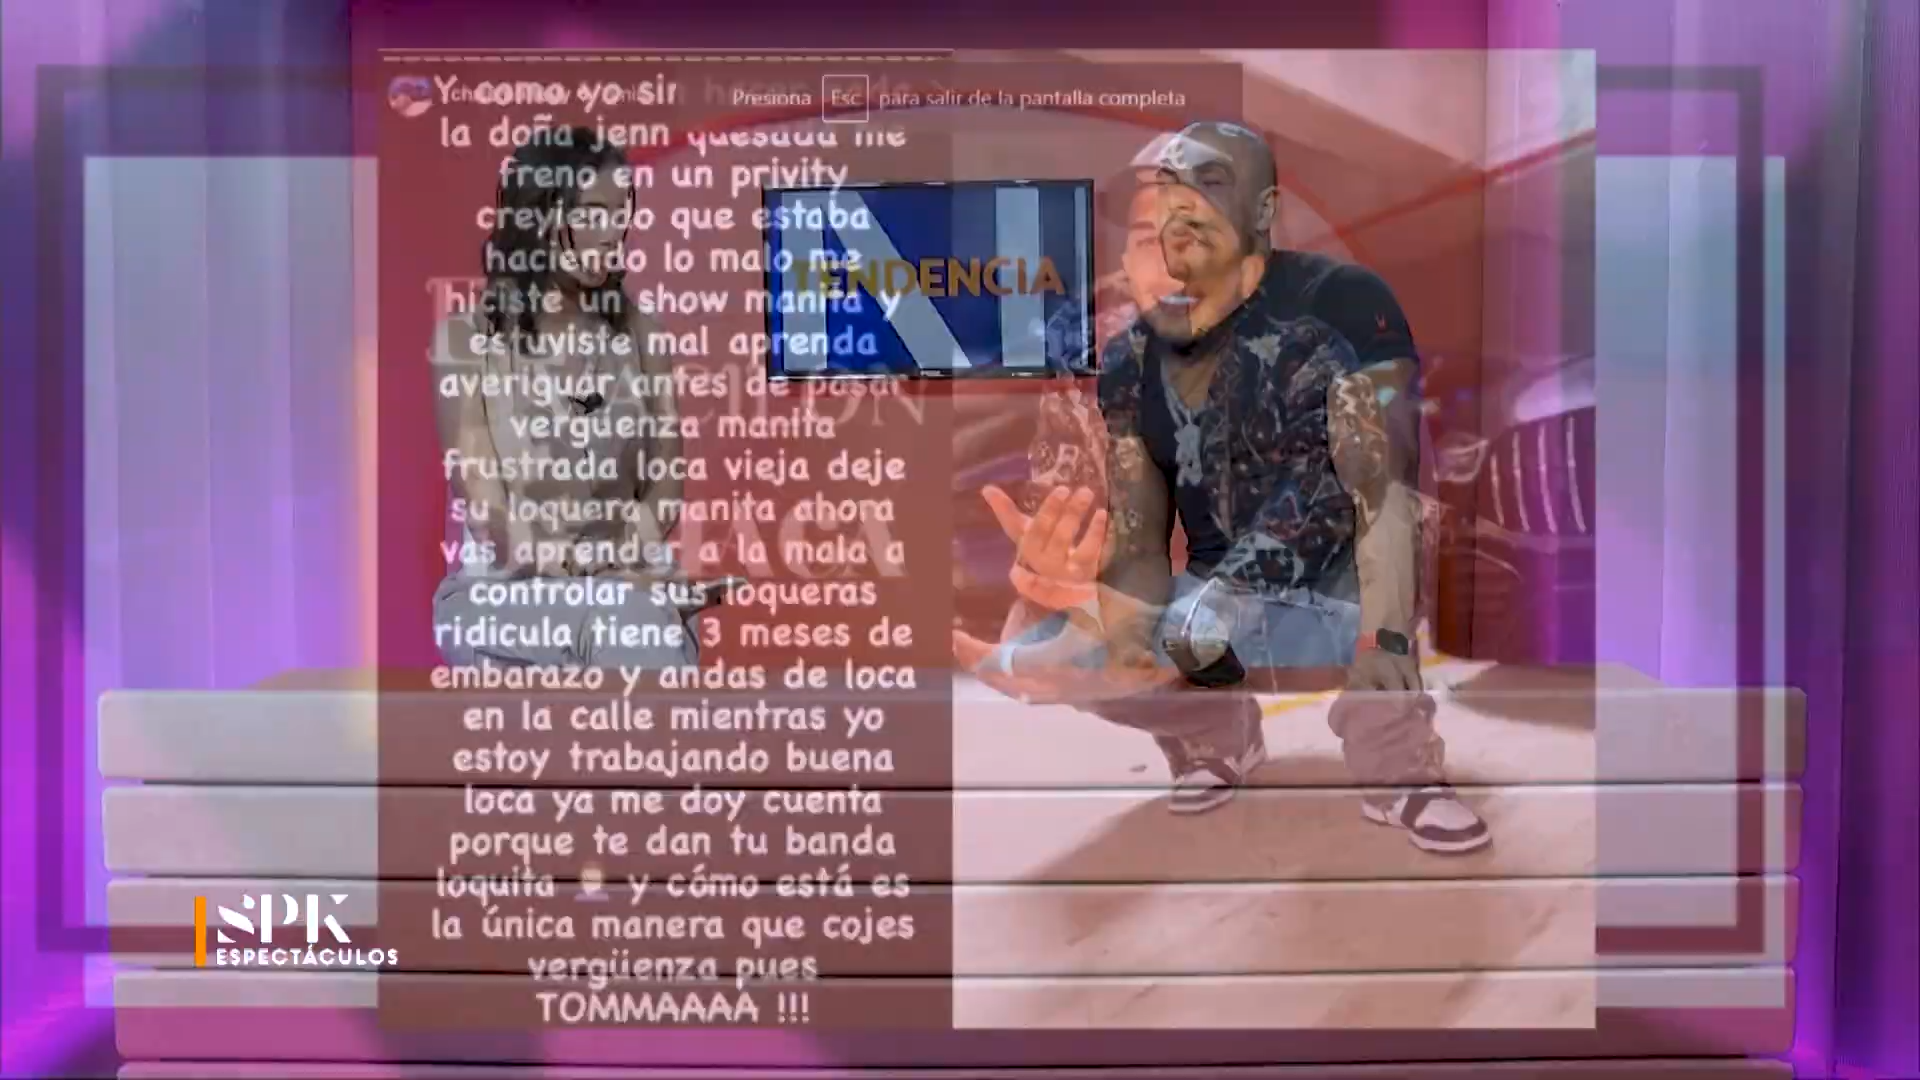 Y como yo sir
Presiona Esc para salir de la pantalla completa
la doña jenn quesada me
freno en un privity
creyiendo que estaba
haciendo lo malo me
hiciste un show manita y
estuviste mal aprenda
averiguar antes de pasar
vergüenza manita
frustrada loca vieja deje
su loquera manita ahora
vas aprender a la mala a
controlar sus loqueras
ridicula tiene 3 meses de
embarazo y andas de loca
en la calle mientras yo
estoy trabajando buena
loca ya me doy cuenta
porque te dan tu banda
loquita y cómo está es
la única manera que cojes
vergüenza pues
TOMMAAAA !!!
TENDENCIA
SPK
ESPECTÁCULOS